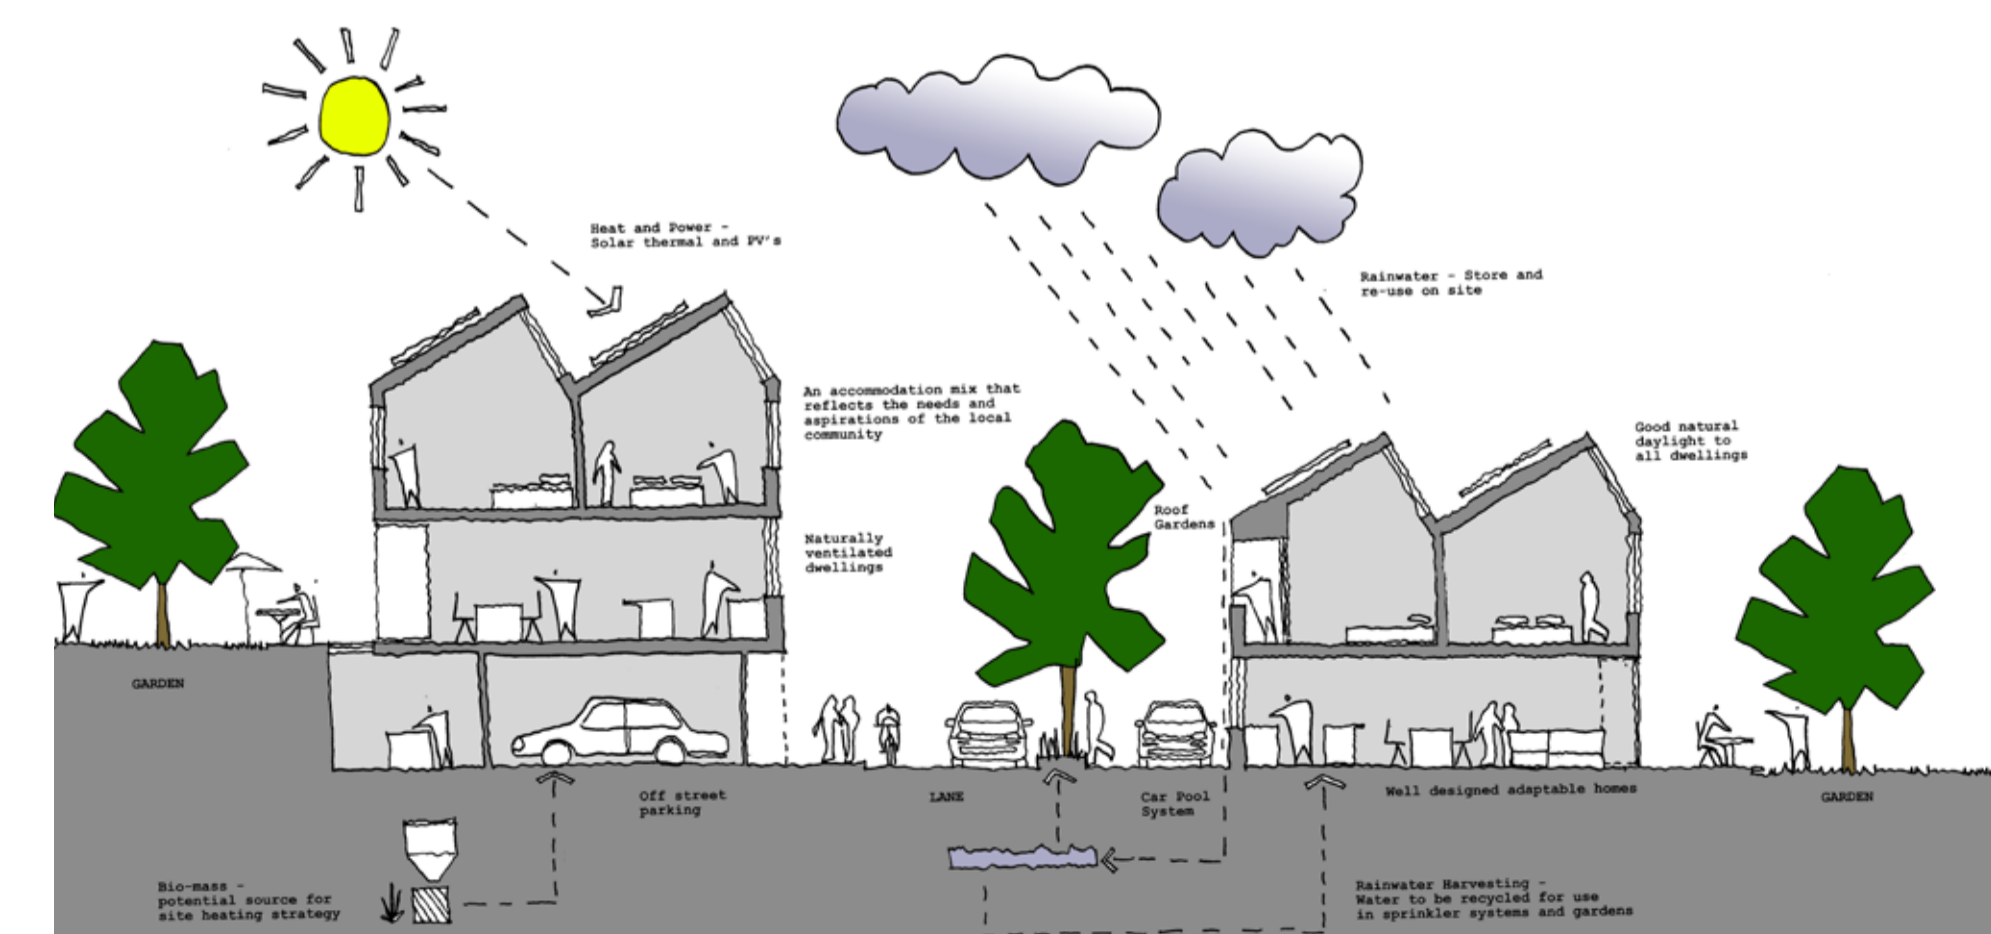 Heat and Power -
Solar thermal and PV's
Rainwater - Store and
re-use on site
An accommodation mix that
reflects the needs and
aspirations of the local
community
Good natural
daylight to
all dwellings
Roof
Gardens
Naturally
ventilated
dwellings
GARDEN
Off street
parking
LANE
Car Pool
System
Well designed adaptable homes
GARDEN
Bio-mass -
potential source for
site heating strategy
Rainwater Harvesting -
Water to be recycled for use
in sprinkler systems and gardens